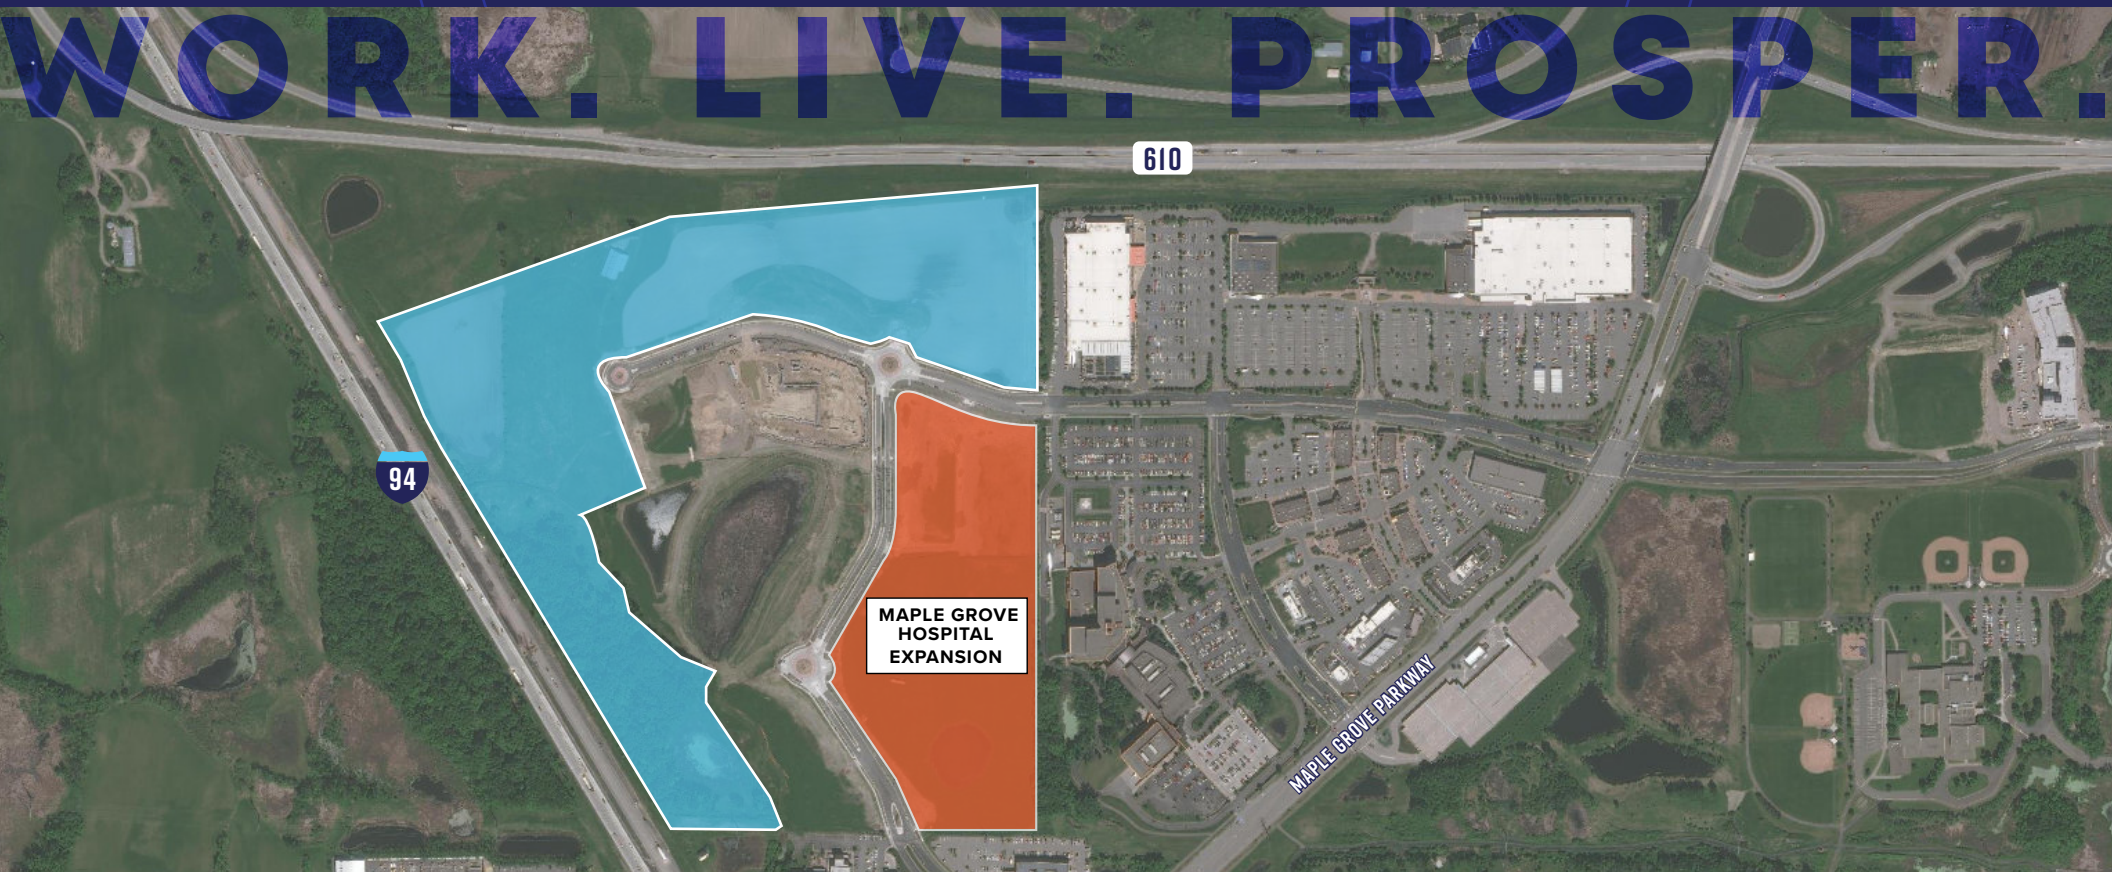 WORK. LIVE. PROSPER.
610
94
MAPLE GROVE
HOSPITAL
EXPANSION
MAPLE GROVE PARKWAY